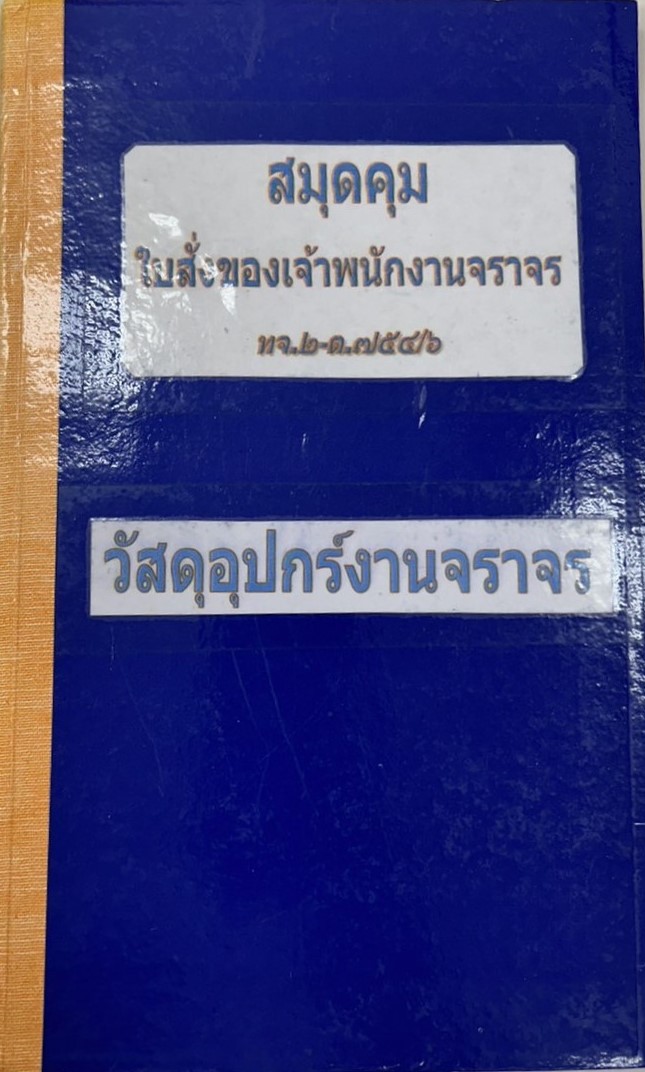 สมุดคุม
ใบสั่งของเจ้าพนักงานจราจร
ทจ.๒-ต.๗๕๔/๖
วัสดุอุปกร์งานจราจร